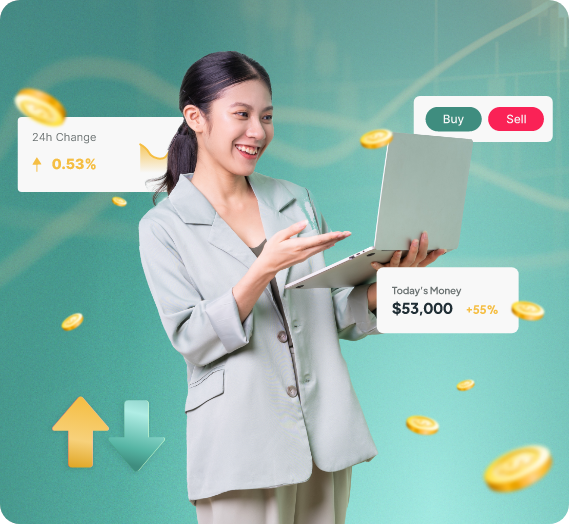 24h Change
0.53%
Buy
Sell
Today's Money
$53,000 +55%